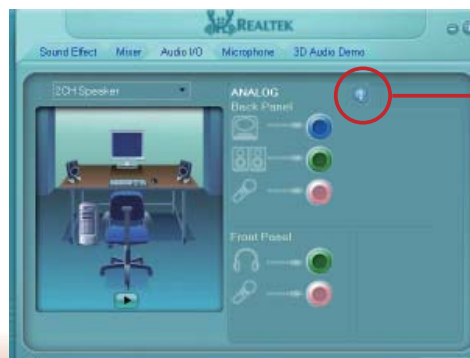 REALTEK
Sound Effect Mixer Audio I/O Microphone 3D Audio Demo
2CH Speaker
ANALOG
Back Panel
Front Panel